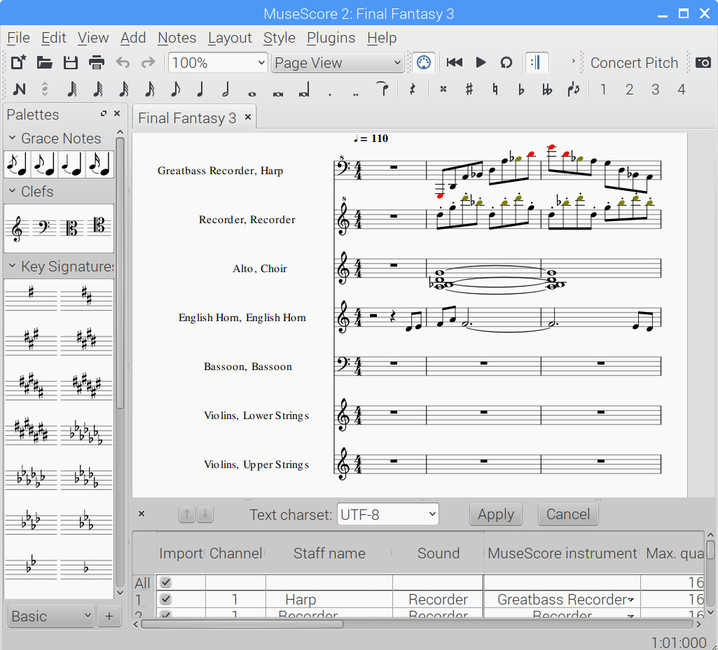 MuseScore 2: Final Fantasy 3
File Edit View Add Notes Layout Style Plugins Help
100% Page View Concert Pitch
N 1 2 3 4
Palettes
Final Fantasy 3
Grace Notes
Clefs
Key Signatures
Basic
+
♩= 110
Greatbass Recorder, Harp
Recorder, Recorder
Alto, Choir
English Horn, English Horn
Bassoon, Bassoon
Violins, Lower Strings
Violins, Upper Strings
Text charset: UTF-8 Apply Cancel
Import Channel Staff name Sound MuseScore instrument Max. qua
All 16
1 1 Harp Recorder Greatbass Recorder 16
2 1 Recorder Recorder Recorder 16
1:01:000